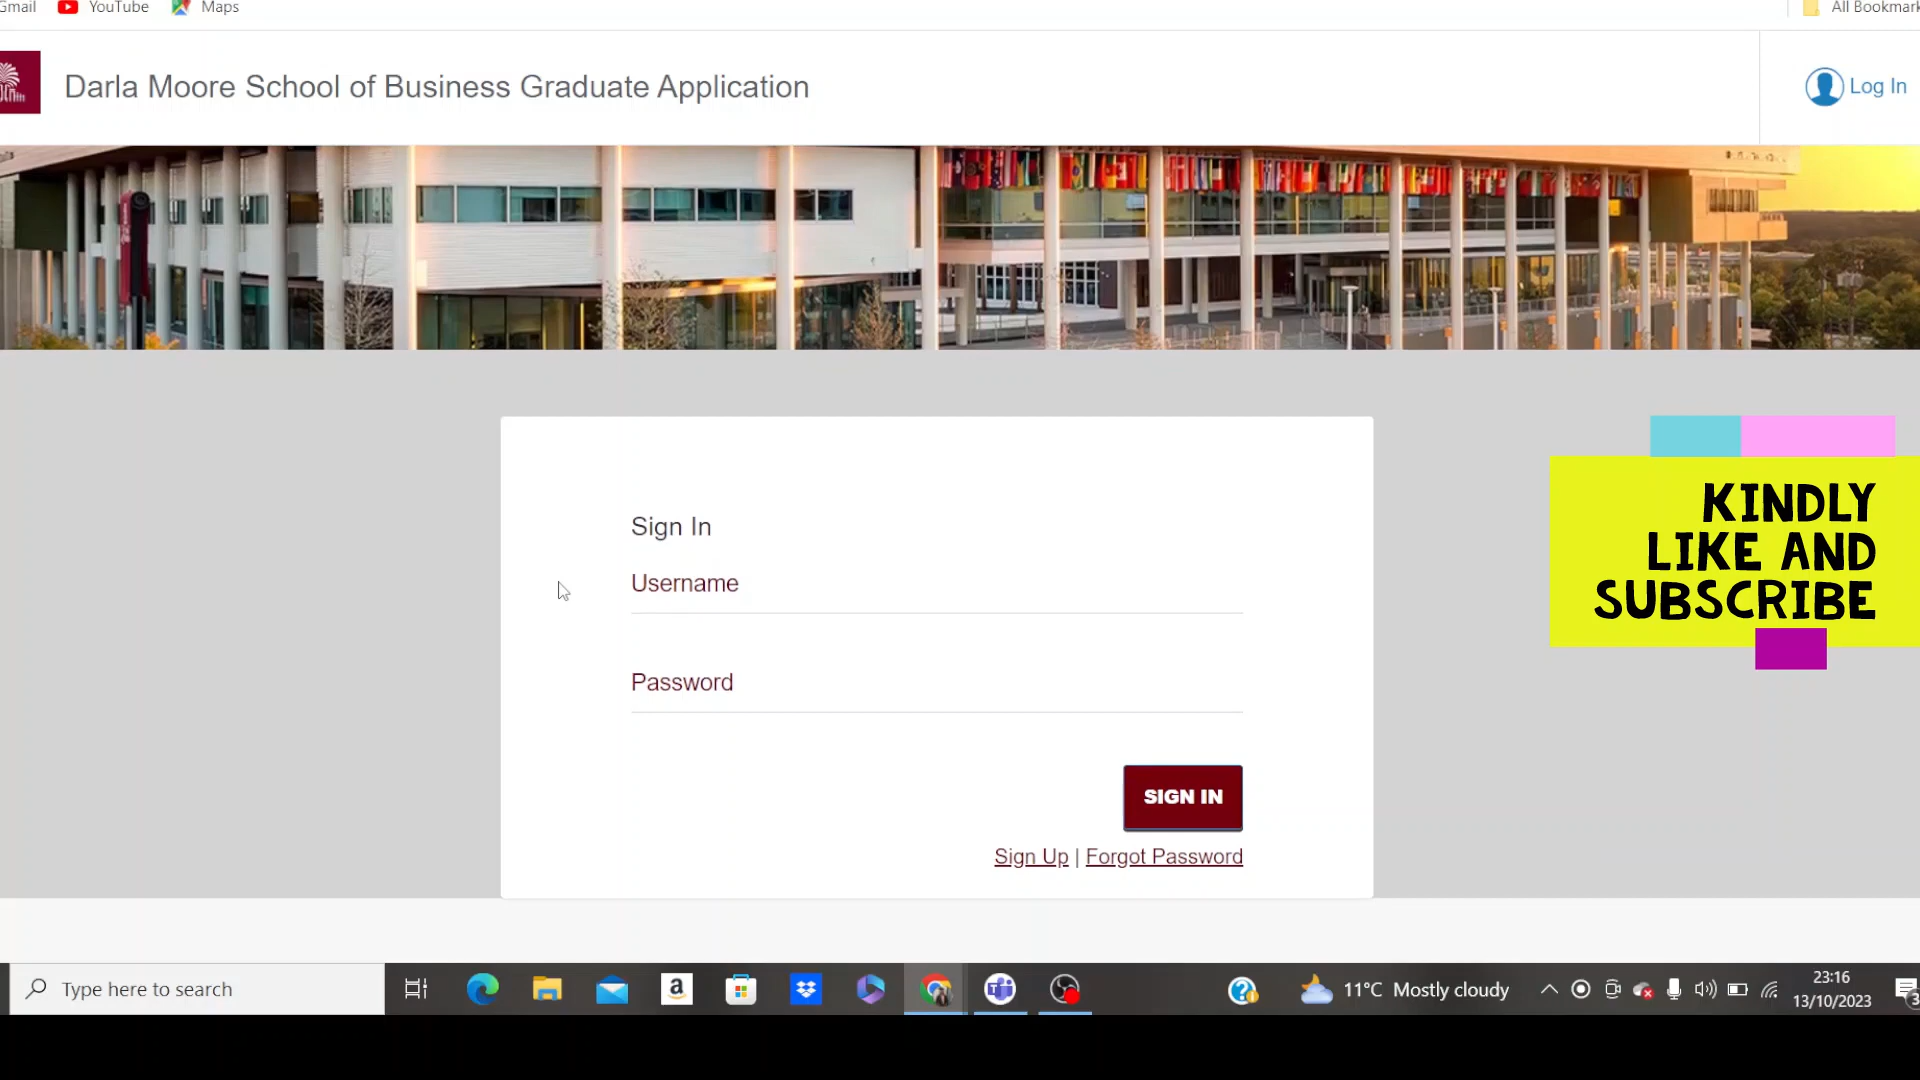 Gmail
YouTube
Maps
All Bookmark
Darla Moore School of Business Graduate Application
Log In
Sign In
Username
Password
SIGN IN
Sign Up | Forgot Password
KINDLY
LIKE AND
SUBSCRIBE
Type here to search
11°C Mostly cloudy
23:16
13/10/2023
3